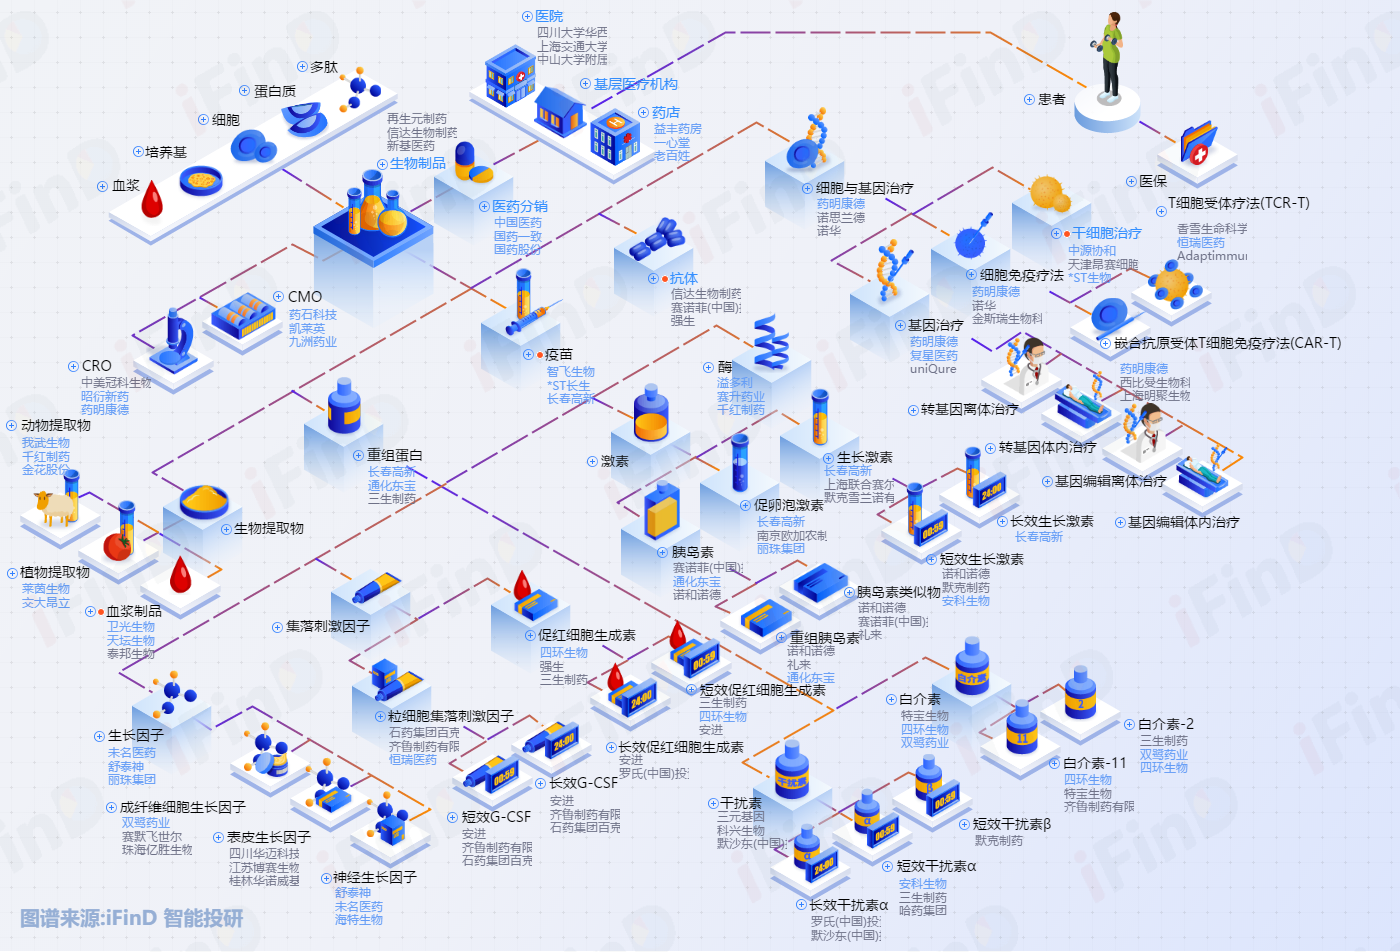 医院
四川大学华西
上海交通大学
中山大学附属
基层医疗机构
药店
益丰药房
一心堂
老百姓
患者
医保
多肽
蛋白质
细胞
培养基
血浆
再生元制药
信达生物制药
新基医药
生物制品
医药分销
中国医药
国药一致
国药股份
细胞与基因治疗
药明康德
诺思兰德
诺华
T细胞受体疗法(TCR-T)
香雪生命科学
恒瑞医药
Adaptimmu
干细胞治疗
中源协和
天津昂赛细胞
*ST生物
细胞免疫疗法
药明康德
诺华
金斯瑞生物科
抗体
信达生物制药
赛诺菲(中国)
强生
基因治疗
药明康德
复星医药
uniQure
嵌合抗原受体T细胞免疫疗法(CAR-T)
药明康德
西比曼生物科
上海明聚生物
CMO
药石科技
凯莱英
九洲药业
CRO
中美冠科生物
昭衍新药
药明康德
疫苗
智飞生物
*ST长生
长春高新
酶
溢多利
赛升药业
千红制药
转基因离体治疗
转基因体内治疗
基因编辑离体治疗
基因编辑体内治疗
动物提取物
我武生物
千红制药
金花股份
重组蛋白
长春高新
通化东宝
三生制药
激素
生长激素
长春高新
上海联合赛尔
默克雪兰诺有
促卵泡激素
长春高新
南京欧加农制
丽珠集团
长效生长激素
长春高新
短效生长激素
诺和诺德
默克制药
安科生物
24:00
00:59
生物提取物
植物提取物
莱茵生物
交大昂立
血浆制品
卫光生物
天坛生物
泰邦生物
胰岛素
赛诺菲(中国)
通化东宝
诺和诺德
胰岛素类似物
诺和诺德
赛诺菲(中国)
礼来
重组胰岛素
诺和诺德
礼来
通化东宝
集落刺激因子
促红细胞生成素
四环生物
强生
三生制药
短效促红细胞生成素
三生制药
四环生物
安进
00:59
长效促红细胞生成素
安进
罗氏(中国)投
24:00
粒细胞集落刺激因子
石药集团百克
齐鲁制药有限
恒瑞医药
长效G-CSF
安进
齐鲁制药有限
石药集团百克
24:00
短效G-CSF
安进
齐鲁制药有限
石药集团百克
00:59
生长因子
未名医药
舒泰神
丽珠集团
成纤维细胞生长因子
双鹭药业
赛默飞世尔
珠海亿胜生物
表皮生长因子
四川华迈科技
江苏博赛生物
桂林华诺威基
神经生长因子
舒泰神
未名医药
海特生物
白介素
白介素
特宝生物
四环生物
双鹭药业
白介素-2
三生制药
双鹭药业
四环生物
2
白介素-11
四环生物
特宝生物
齐鲁制药有限
11
干扰素
干扰素
三元基因
科兴生物
默沙东(中国)
短效干扰素β
默克制药
β
00:59
短效干扰素α
安科生物
三生制药
哈药集团
α
00:59
长效干扰素α
罗氏(中国)投
默沙东(中国)
α
24:00
图谱来源:iFinD 智能投研
iFinD